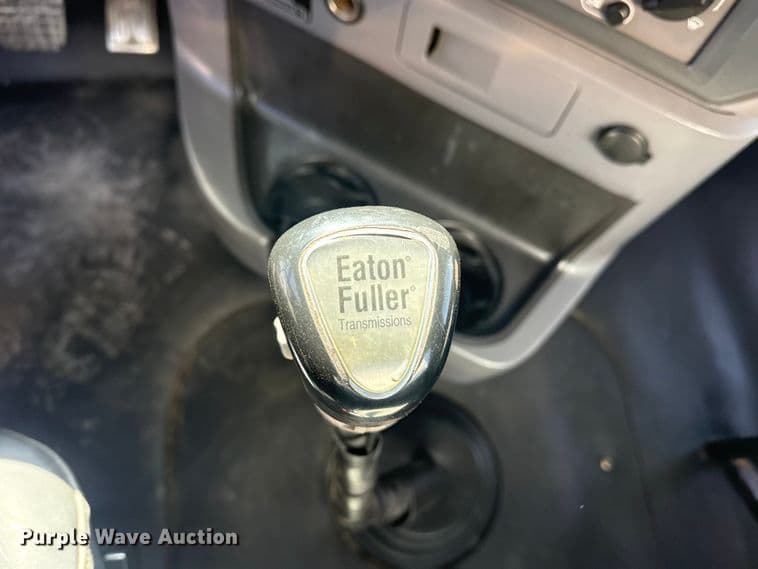 Eaton®
Fuller®
Transmissions
Purple Wave Auction